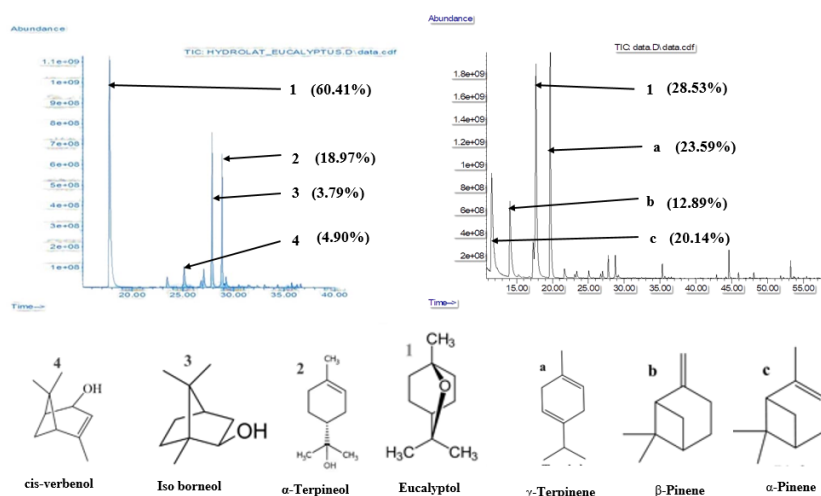 Abundance
TIC: HYDROLAT_EUCALYPTUS.D\data.cdf
1.1e+09
1e+09
9e+08
8e+08
7e+08
6e+08
5e+08
4e+08
3e+08
2e+08
1e+08
1 (60.41%)
2 (18.97%)
3 (3.79%)
4 (4.90%)
20.00 25.00 30.00 35.00 40.00
Time-->
Abundance
TIC: data.D\data.cdf
1.8e+09
1.6e+09
1.4e+09
1.2e+09
1e+09
8e+08
6e+08
4e+08
2e+08
1 (28.53%)
a (23.59%)
b (12.89%)
c (20.14%)
15.00 20.00 25.00 30.00 35.00 40.00 45.00 50.00 55.00
Time-->
4
OH
cis-verbenol
3
OH
Iso borneol
2
CH₃
H₃C
CH₃
OH
α-Terpineol
1
CH₃
O
H₃C
CH₃
Eucalyptol
a
γ-Terpinene
b
β-Pinene
c
α-Pinene